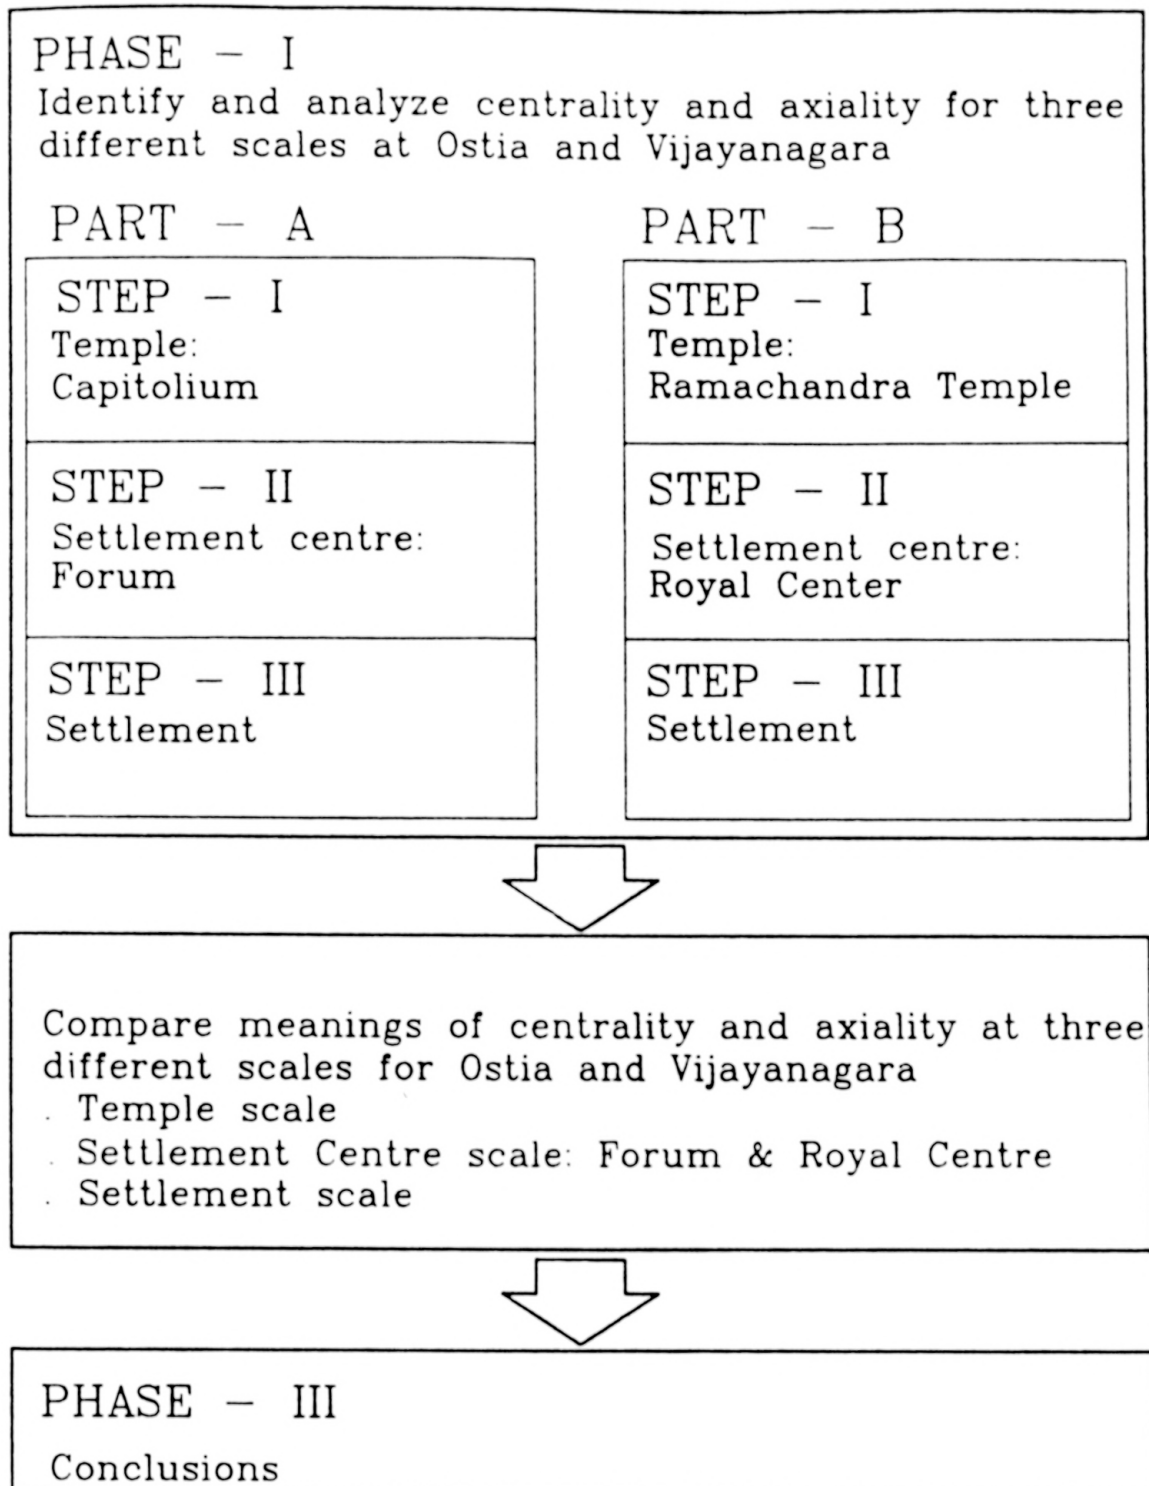 PHASE – I
Identify and analyze centrality and axiality for three
different scales at Ostia and Vijayanagara
PART – A
STEP – I
Temple:
Capitolium
STEP – II
Settlement centre:
Forum
STEP – III
Settlement
PART – B
STEP – I
Temple:
Ramachandra Temple
STEP – II
Settlement centre:
Royal Center
STEP – III
Settlement
Compare meanings of centrality and axiality at three
different scales for Ostia and Vijayanagara
. Temple scale
. Settlement Centre scale: Forum & Royal Centre
. Settlement scale
PHASE – III
Conclusions